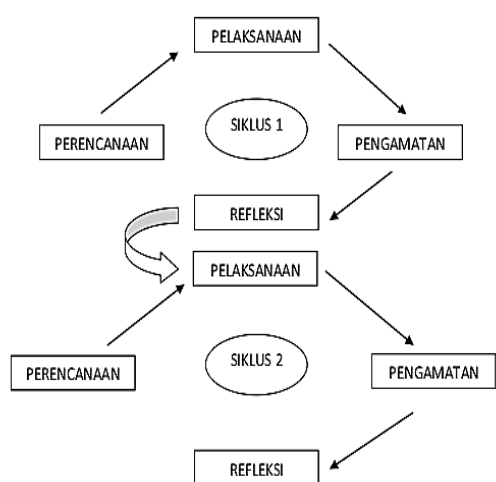 PELAKSANAAN
SIKLUS 1
PERENCANAAN
PENGAMATAN
REFLEKSI
PELAKSANAAN
SIKLUS 2
PERENCANAAN
PENGAMATAN
REFLEKSI